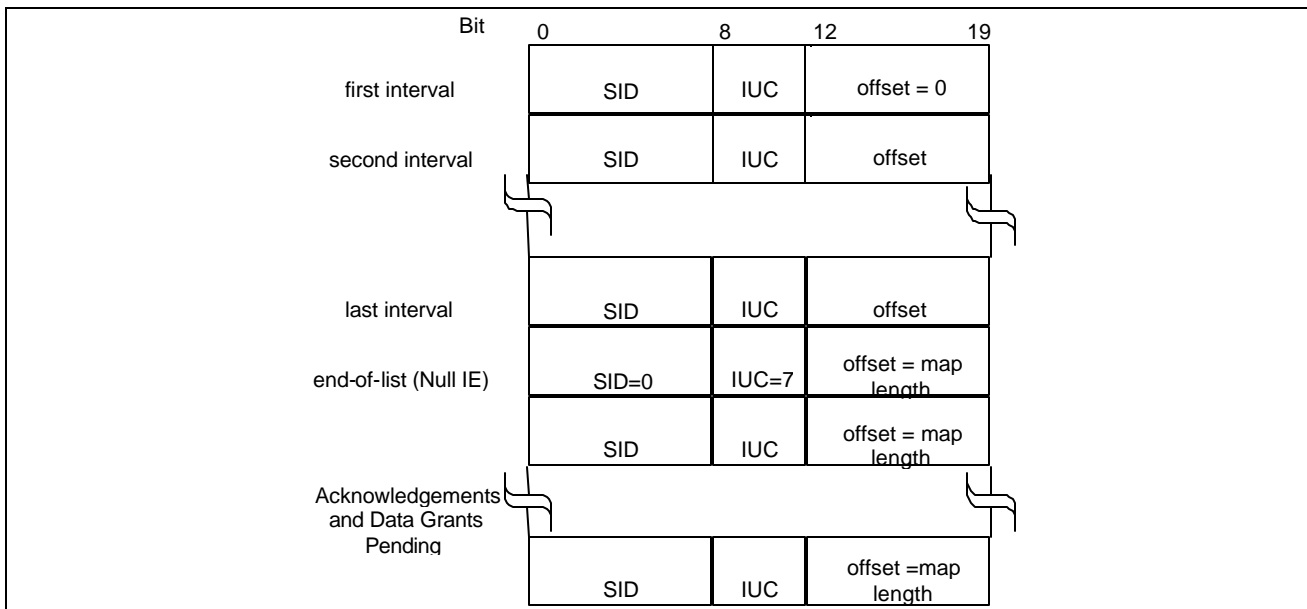 Bit 0 8 12 19
first interval SID IUC offset = 0
second interval SID IUC offset
last interval SID IUC offset
end-of-list (Null IE) SID=0 IUC=7 offset = map
length
SID IUC offset = map
length
Acknowledgements
and Data Grants
Pending
SID IUC offset =map
length